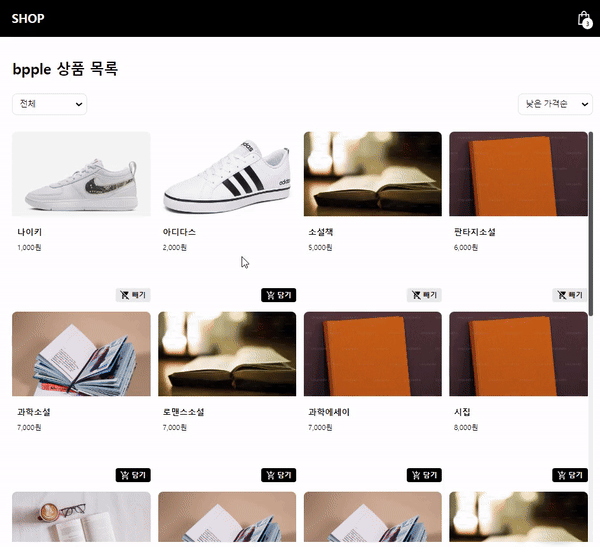 SHOP
3
bpple 상품 목록
전체
낮은 가격순
adidas
adidas
나이키
1,000원
아디다스
2,000원
소설책
5,000원
판타지소설
6,000원
빼기
담기
빼기
빼기
과학소설
7,000원
로맨스소설
7,000원
과학에세이
7,000원
시집
8,000원
담기
담기
담기
담기